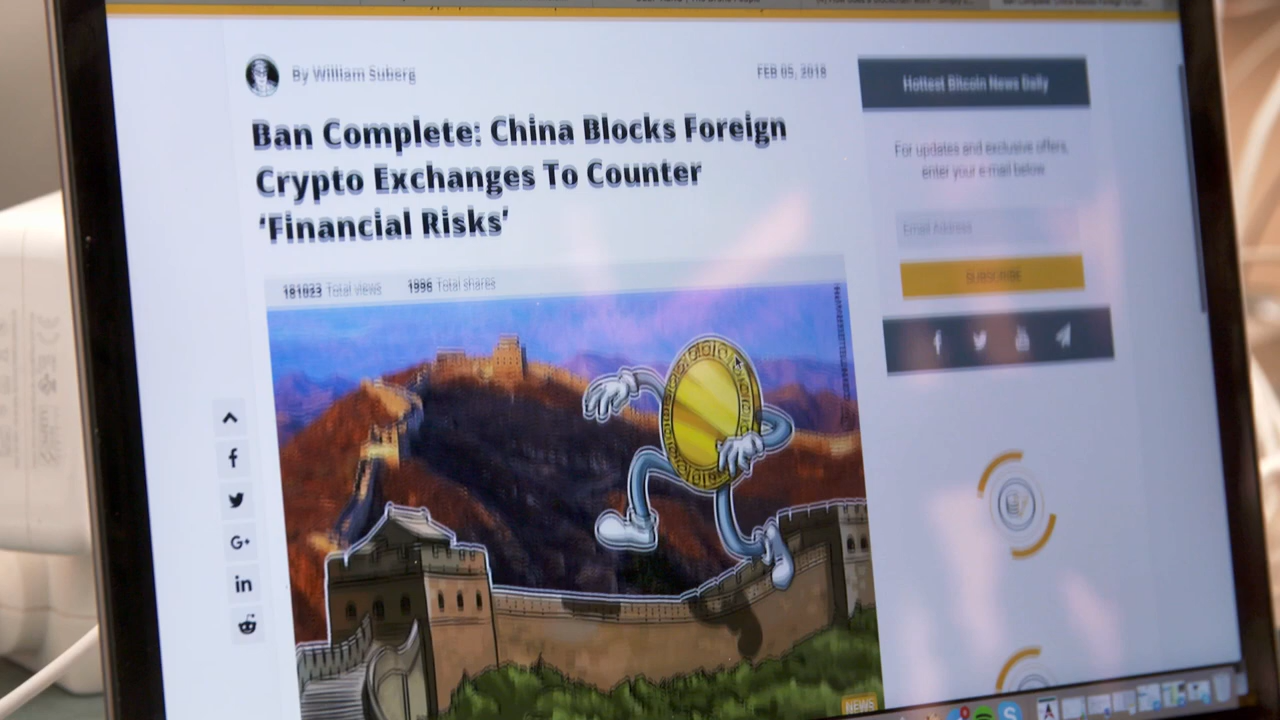 By William Suberg
FEB 05, 2018
Ban Complete: China Blocks Foreign
Crypto Exchanges To Counter
‘Financial Risks’
181023 Total views 1996 Total shares
Hottest Bitcoin News Daily
For updates and exclusive offers,
enter your e-mail below.
Email Address
SUBSCRIBE
f
G+
in
NEWS